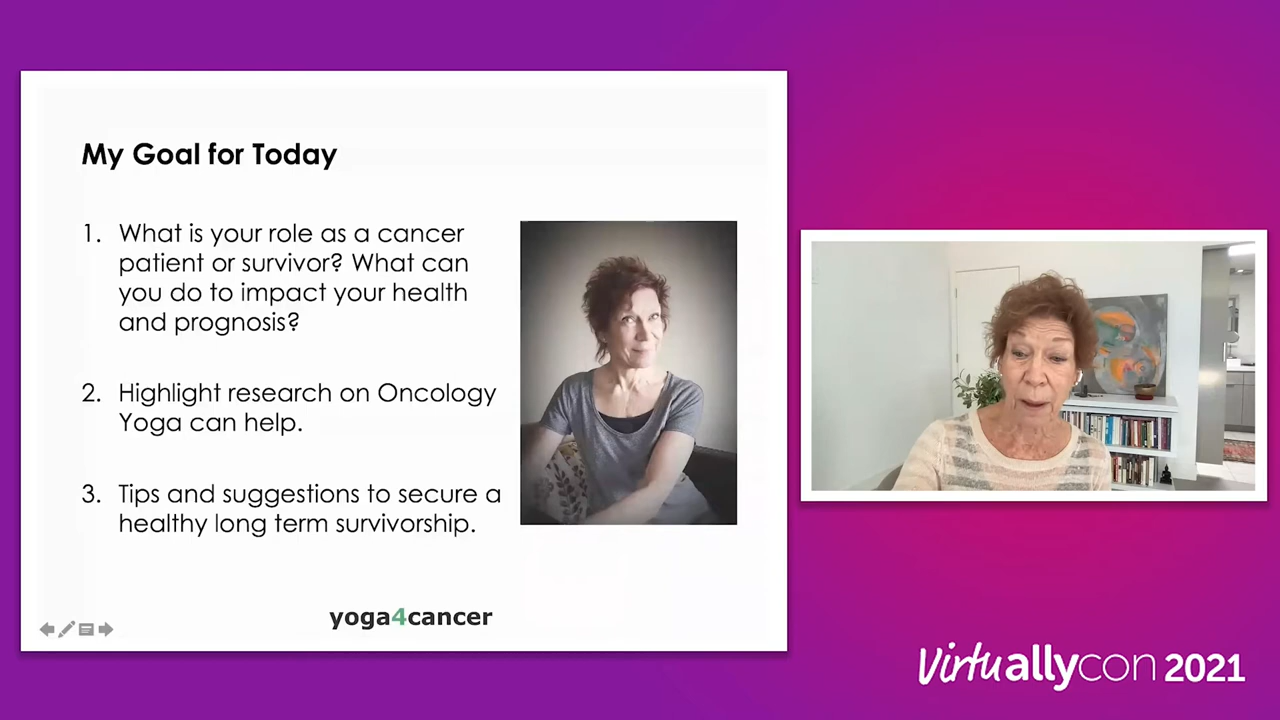 My Goal for Today
1. What is your role as a cancer
patient or survivor? What can
you do to impact your health
and prognosis?
2. Highlight research on Oncology
Yoga can help.
3. Tips and suggestions to secure a
healthy long term survivorship.
yoga4cancer
Virtuallycon 2021